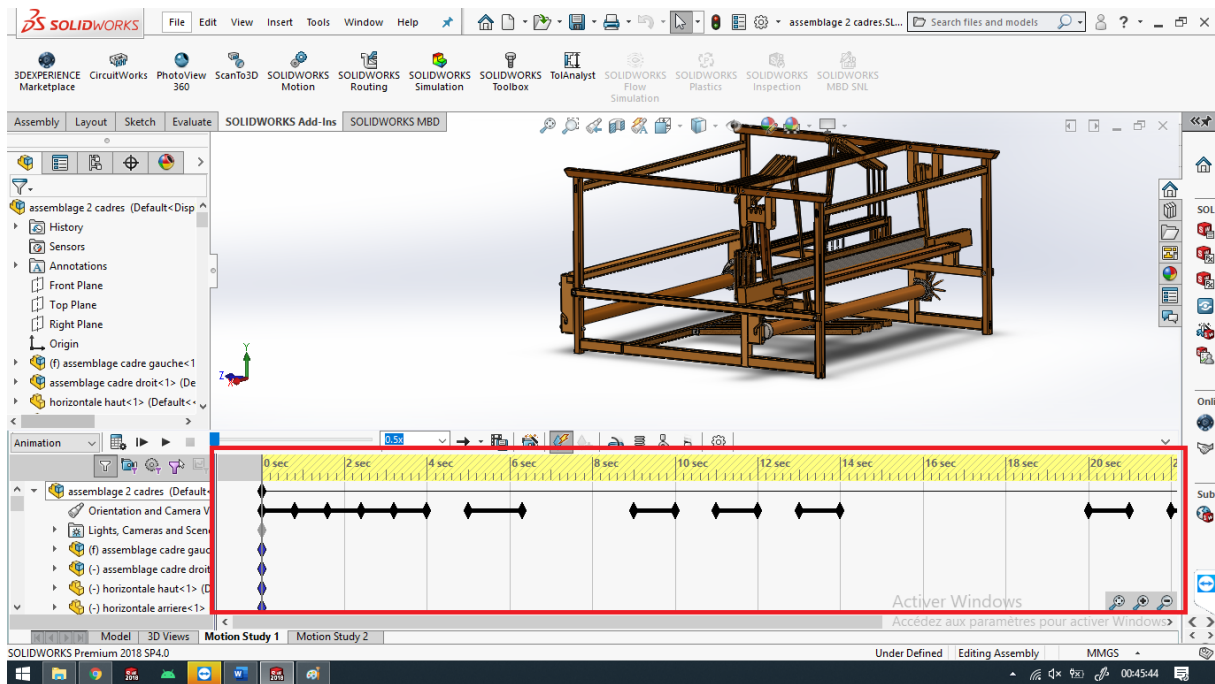 SOLIDWORKS File Edit View Insert Tools Window Help assemblage 2 cadres.SL... Search files and models ?
3DEXPERIENCE Marketplace
CircuitWorks
PhotoView 360
ScanTo3D
SOLIDWORKS Motion
SOLIDWORKS Routing
SOLIDWORKS Simulation
SOLIDWORKS Toolbox
TolAnalyst
SOLIDWORKS Flow Simulation
SOLIDWORKS Plastics
SOLIDWORKS Inspection
SOLIDWORKS MBD SNL
Assembly Layout Sketch Evaluate SOLIDWORKS Add-Ins SOLIDWORKS MBD
assemblage 2 cadres (Default<Disp
History
Sensors
Annotations
Front Plane
Top Plane
Right Plane
Origin
(f) assemblage cadre gauche<1
assemblage cadre droit<1> (De
horizontale haut<1> (Default<
Y
Z
SOL
Onli
Sub
Animation 0.5x
0 sec 2 sec 4 sec 6 sec 8 sec 10 sec 12 sec 14 sec 16 sec 18 sec 20 sec 2
assemblage 2 cadres (Default
Orientation and Camera V
Lights, Cameras and Scen
(f) assemblage cadre gauc
(-) assemblage cadre droit
(-) horizontale haut<1> (D
(-) horizontale arriere<1>
Activer Windows
Accédez aux paramètres pour activer Windows
Model 3D Views Motion Study 1 Motion Study 2
SOLIDWORKS Premium 2018 SP4.0 Under Defined Editing Assembly MMGS
00:45:44